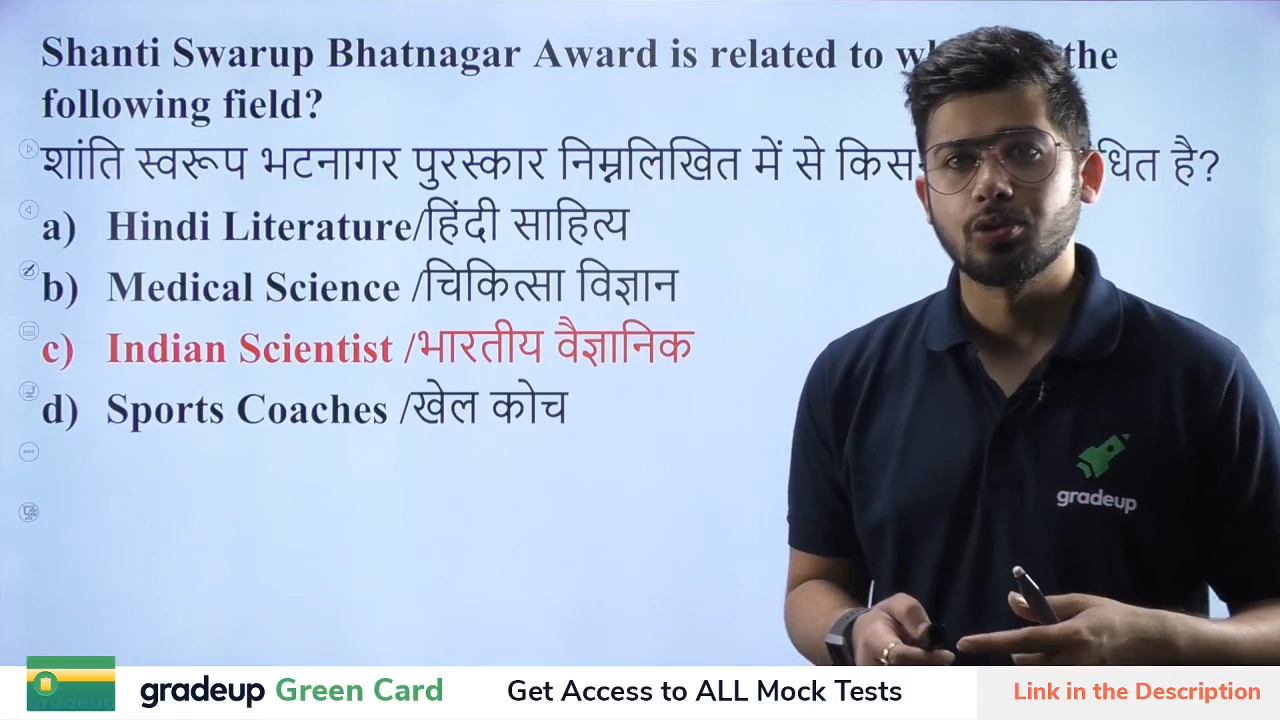 Shanti Swarup Bhatnagar Award is related to the
following field?
शांति स्वरूप भटनागर पुरस्कार निम्नलिखित में से किस है?
a) Hindi Literature/हिंदी साहित्य
b) Medical Science /चिकित्सा विज्ञान
c) Indian Scientist /भारतीय वैज्ञानिक
d) Sports Coaches /खेल कोच
gradeup
gradeup Green Card Get Access to ALL Mock Tests Link in the Description